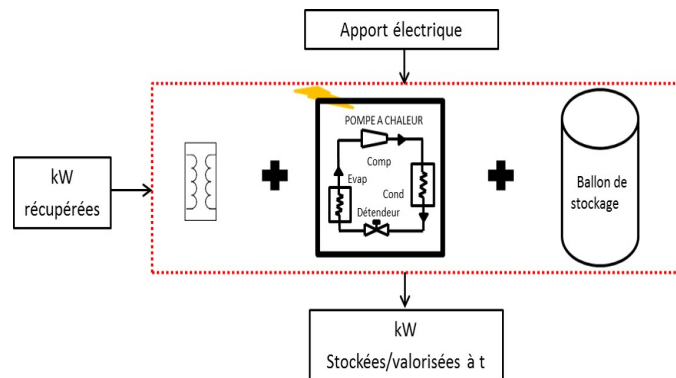 Apport électrique
POMPE A CHALEUR
Comp
Evap
Cond
Détendeur
kW
récupérées
Ballon de
stockage
kW
Stockées/valorisées à t